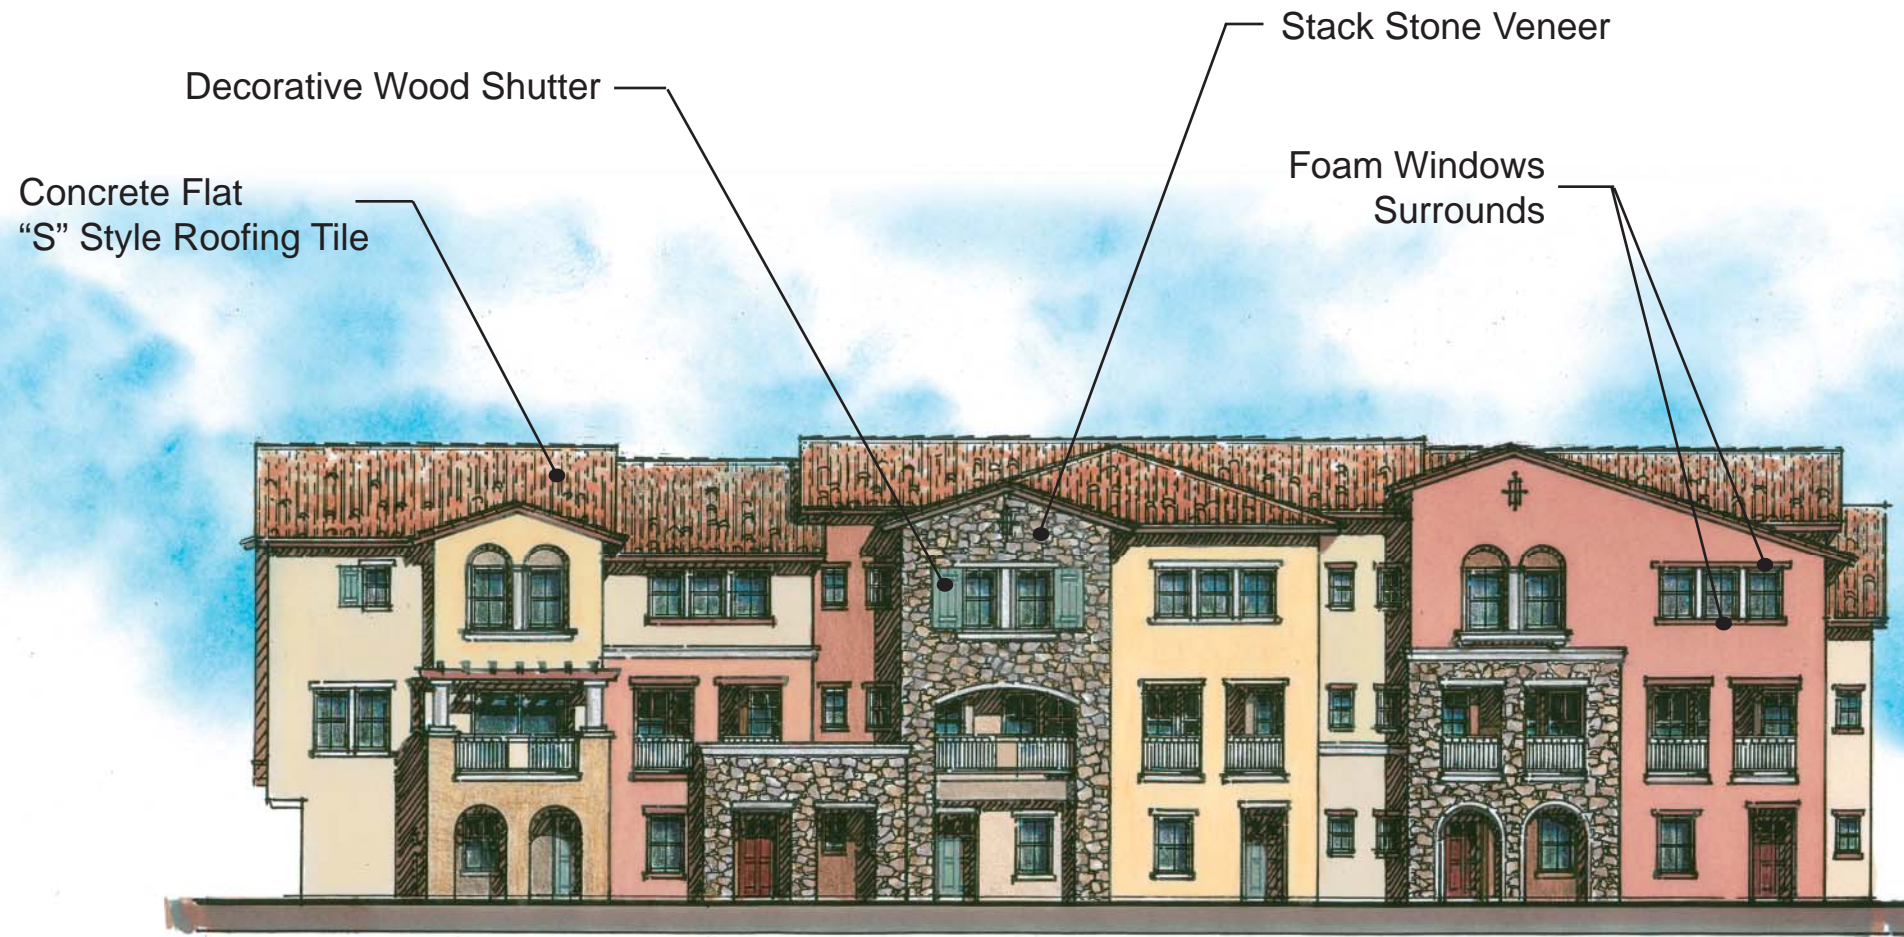 Stack Stone Veneer
Decorative Wood Shutter
Foam Windows
Surrounds
Concrete Flat
“S” Style Roofing Tile